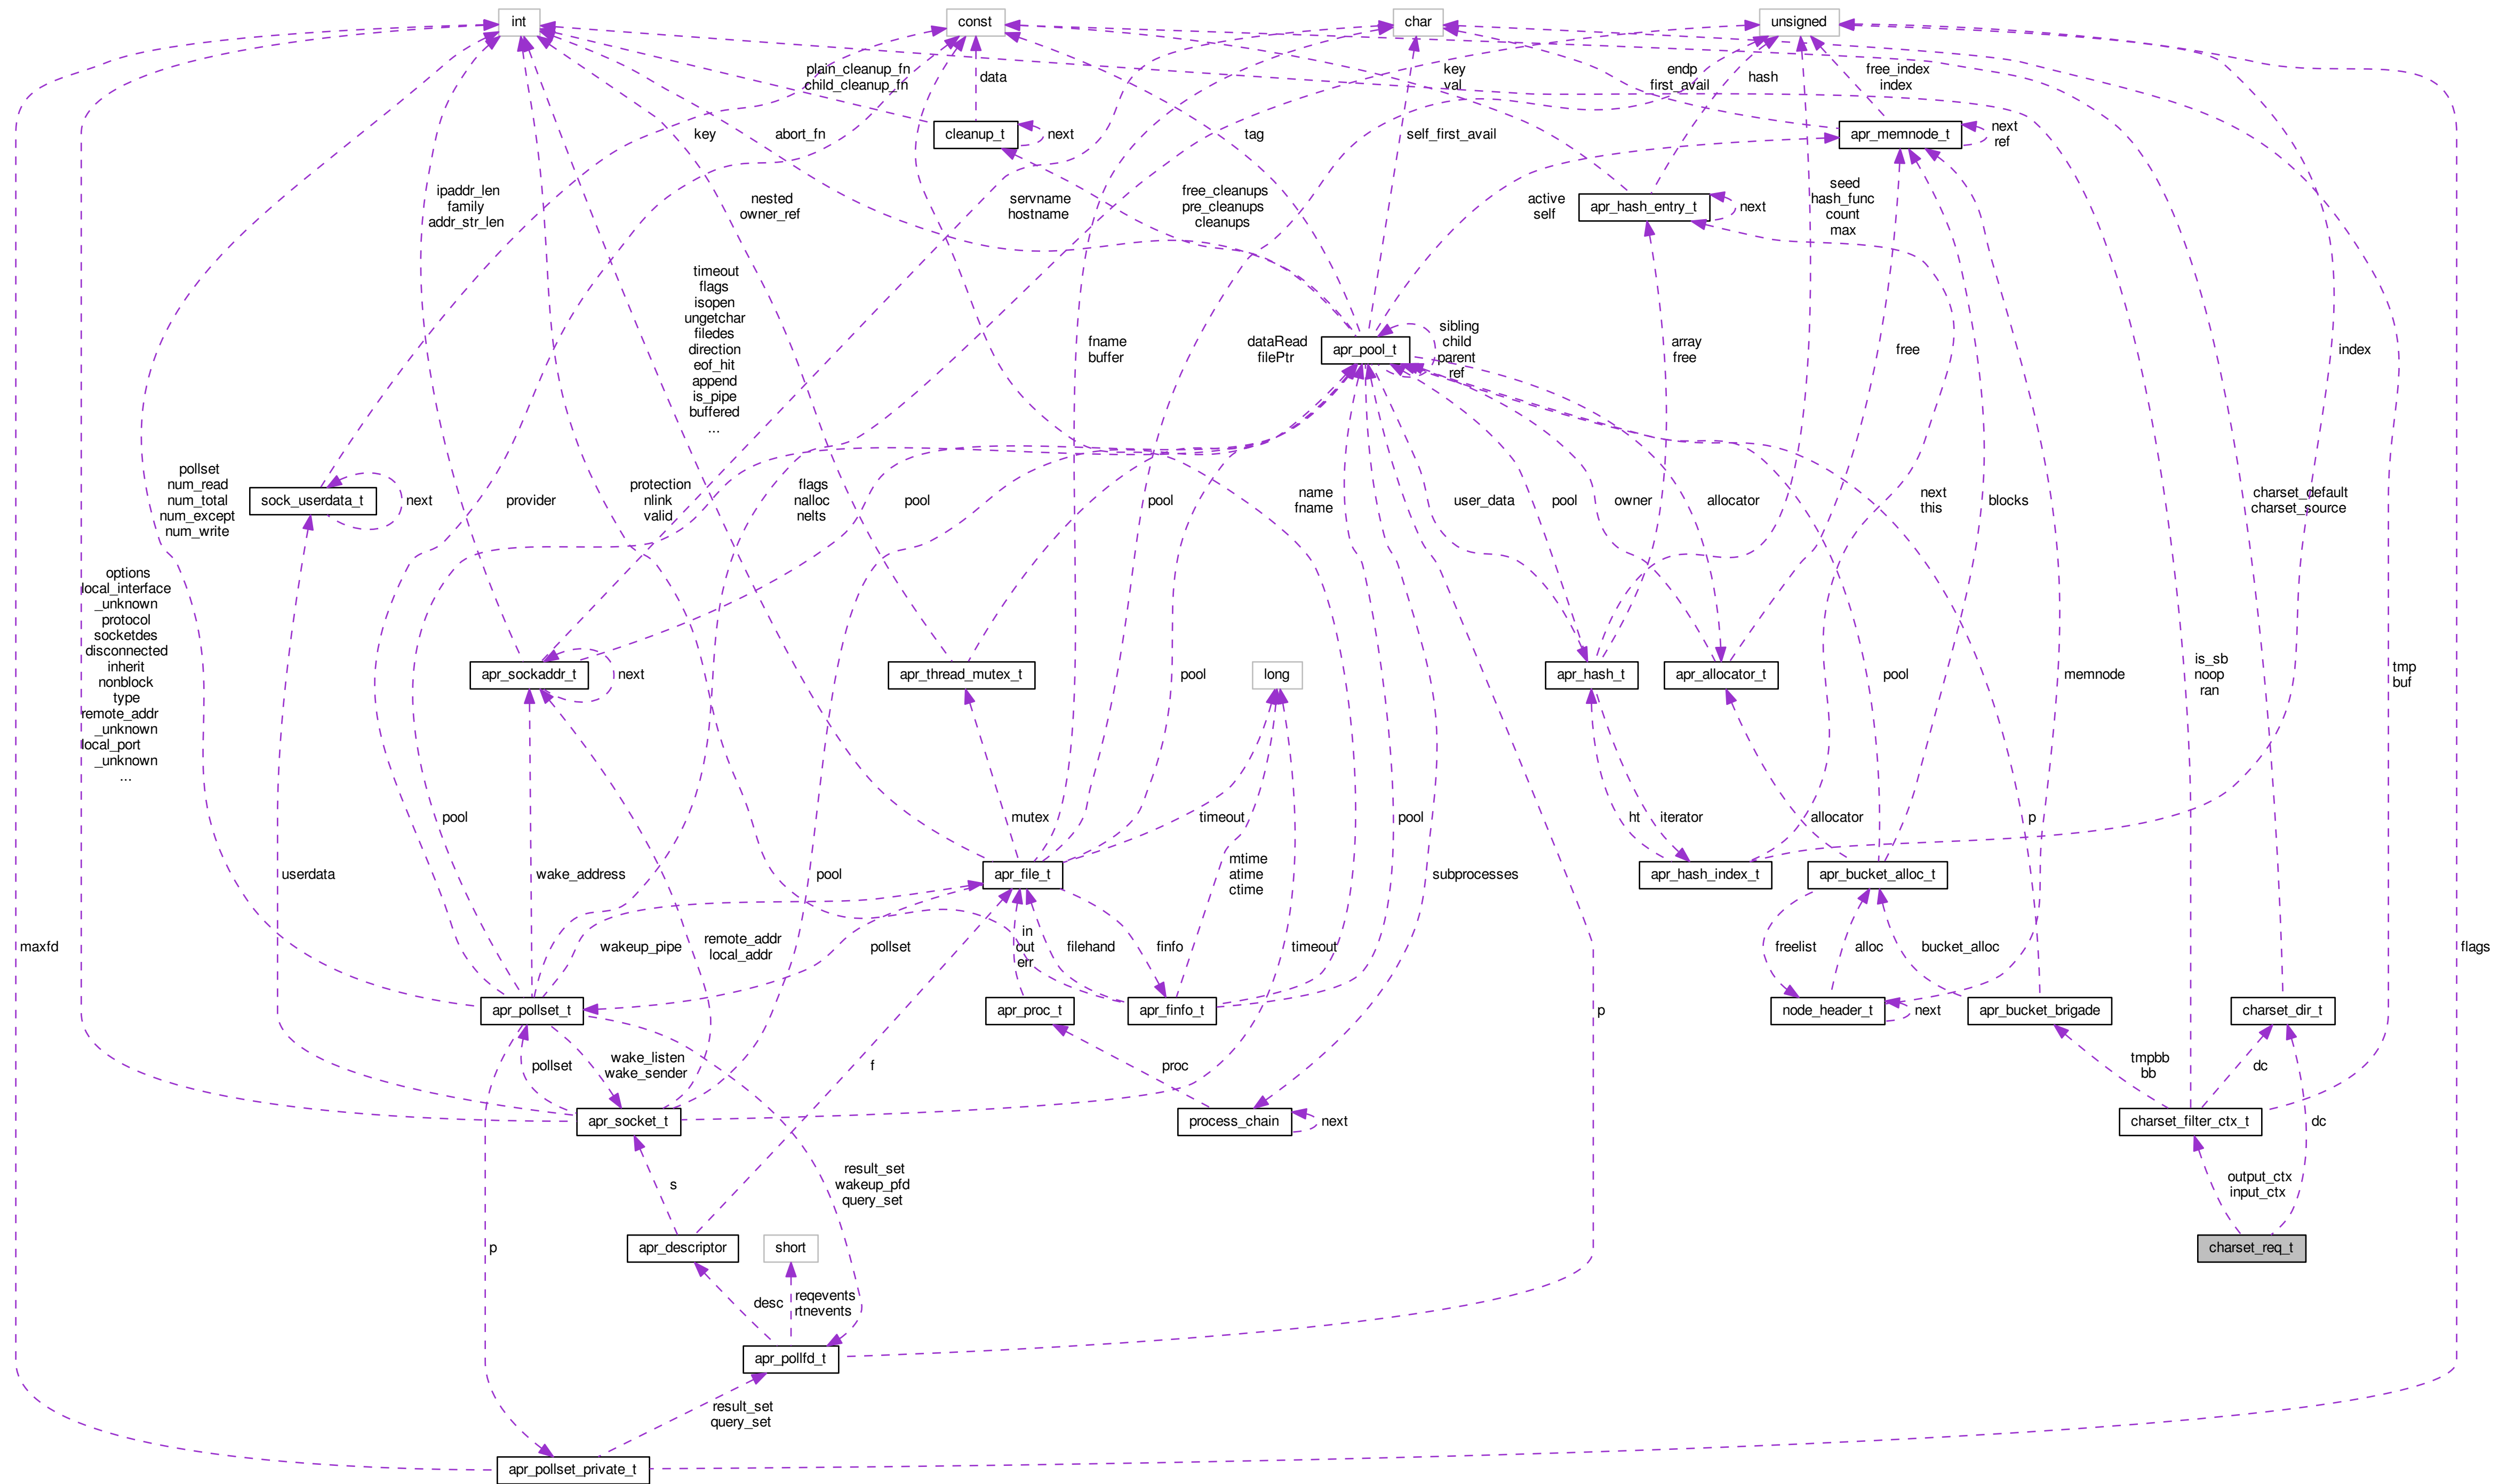 int
const
char
unsigned
plain_cleanup_fn
child_cleanup_fn
data
key
val
endp
first_avail
hash
free_index
index
key
abort_fn
cleanup_t
next
tag
self_first_avail
apr_memnode_t
next
ref
ipaddr_len
family
addr_str_len
nested
owner_ref
servname
hostname
free_cleanups
pre_cleanups
cleanups
active
self
apr_hash_entry_t
next
seed
hash_func
count
max
timeout
flags
isopen
ungetchar
filedes
direction
eof_hit
append
is_pipe
buffered
...
fname
buffer
dataRead
filePtr
apr_pool_t
sibling
child
parent
ref
array
free
free
index
pollset
num_read
num_total
num_except
num_write
sock_userdata_t
next
provider
protection
nlink
valid
flags
nalloc
nelts
pool
pool
name
fname
user_data
pool
owner
allocator
next
this
blocks
charset_default
charset_source
options
local_interface
_unknown
protocol
socketdes
disconnected
inherit
nonblock
type
remote_addr
_unknown
local_port
_unknown
...
apr_sockaddr_t
next
apr_thread_mutex_t
pool
long
apr_hash_t
apr_allocator_t
pool
memnode
is_sb
noop
ran
tmp
buf
pool
mutex
timeout
pool
ht
iterator
allocator
p
userdata
wake_address
pool
apr_file_t
mtime
atime
ctime
subprocesses
apr_hash_index_t
apr_bucket_alloc_t
maxfd
wakeup_pipe
remote_addr
local_addr
pollset
in
out
err
filehand
finfo
timeout
freelist
alloc
bucket_alloc
flags
apr_pollset_t
apr_proc_t
apr_finfo_t
p
node_header_t
next
apr_bucket_brigade
charset_dir_t
pollset
wake_listen
wake_sender
f
proc
tmpbb
bb
dc
apr_socket_t
process_chain
next
charset_filter_ctx_t
dc
s
result_set
wakeup_pfd
query_set
output_ctx
input_ctx
p
apr_descriptor
short
charset_req_t
desc
reqevents
rtnevents
apr_pollfd_t
result_set
query_set
apr_pollset_private_t